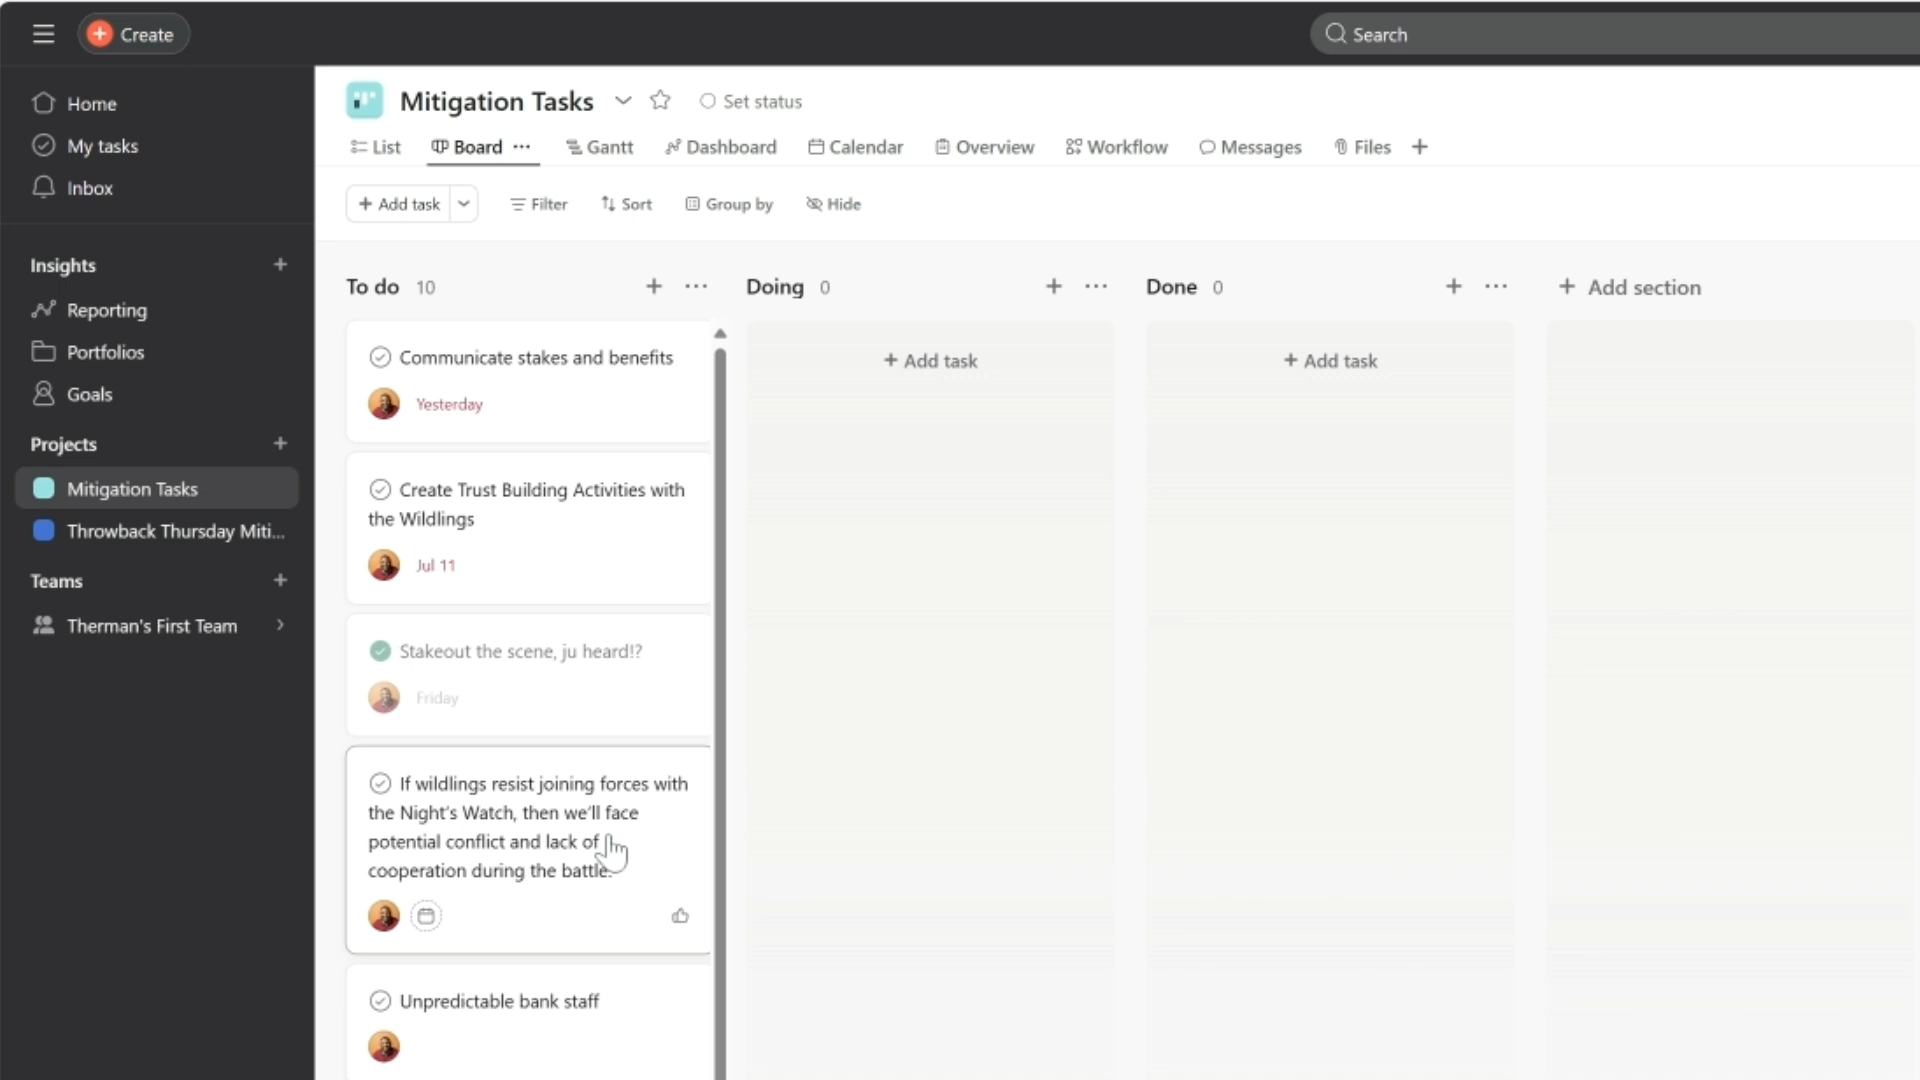 Create
Search
Home
My tasks
Inbox
Insights
Reporting
Portfolios
Goals
Projects
Mitigation Tasks
Throwback Thursday Miti...
Teams
Therman's First Team
Mitigation Tasks
Set status
List Board Gantt Dashboard Calendar Overview Workflow Messages Files
Add task Filter Sort Group by Hide
To do 10
Communicate stakes and benefits
Yesterday
Create Trust Building Activities with
the Wildlings
Jul 11
Stakeout the scene, ju heard!?
Friday
If wildlings resist joining forces with
the Night's Watch, then we'll face
potential conflict and lack of
cooperation during the battle.
Unpredictable bank staff
Doing 0
+ Add task
Done 0
+ Add task
+ Add section